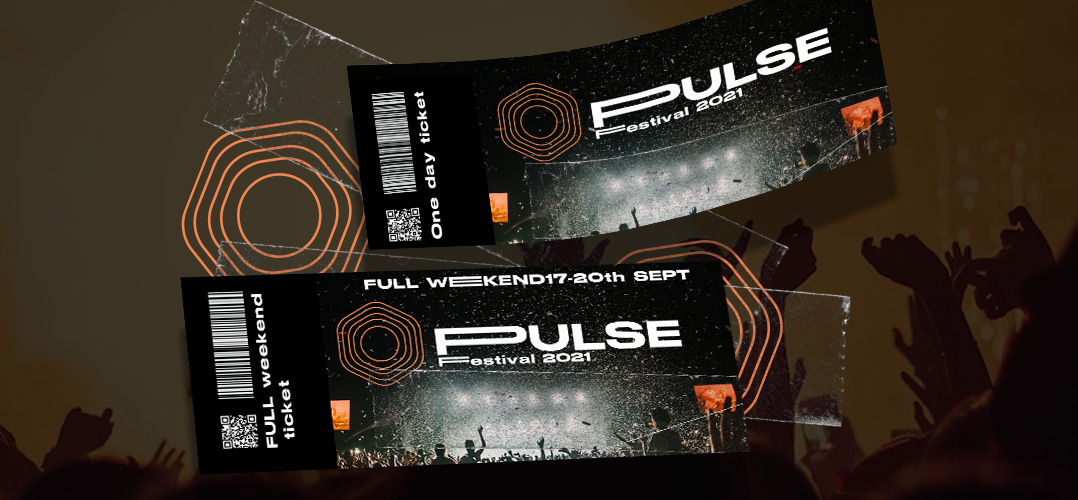 One day ticket
PULSE
Festival 2021
FULL WEEKEND17-20th SEPT
FULL weekend
ticket
PULSE
Festival 2021